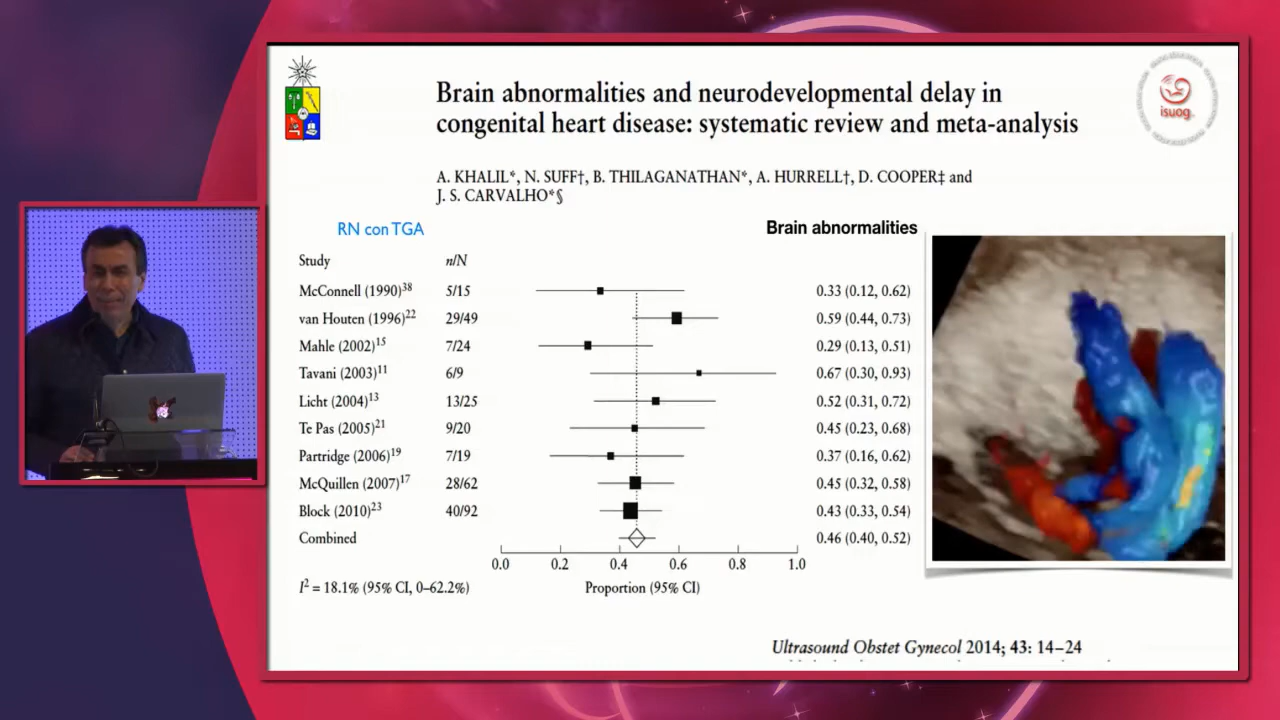 Brain abnormalities and neurodevelopmental delay in
congenital heart disease: systematic review and meta-analysis
isuog
A. KHALIL*, N. SUFF†, B. THILAGANATHAN*, A. HURRELL†, D. COOPER‡ and
J. S. CARVALHO*§
RN con TGA
Brain abnormalities
Study n/N
McConnell (1990)38 5/15 0.33 (0.12, 0.62)
van Houten (1996)22 29/49 0.59 (0.44, 0.73)
Mahle (2002)15 7/24 0.29 (0.13, 0.51)
Tavani (2003)11 6/9 0.67 (0.30, 0.93)
Licht (2004)13 13/25 0.52 (0.31, 0.72)
Te Pas (2005)21 9/20 0.45 (0.23, 0.68)
Partridge (2006)19 7/19 0.37 (0.16, 0.62)
McQuillen (2007)17 28/62 0.45 (0.32, 0.58)
Block (2010)23 40/92 0.43 (0.33, 0.54)
Combined 0.46 (0.40, 0.52)
0.0 0.2 0.4 0.6 0.8 1.0
I2 = 18.1% (95% CI, 0–62.2%) Proportion (95% CI)
Ultrasound Obstet Gynecol 2014; 43: 14–24